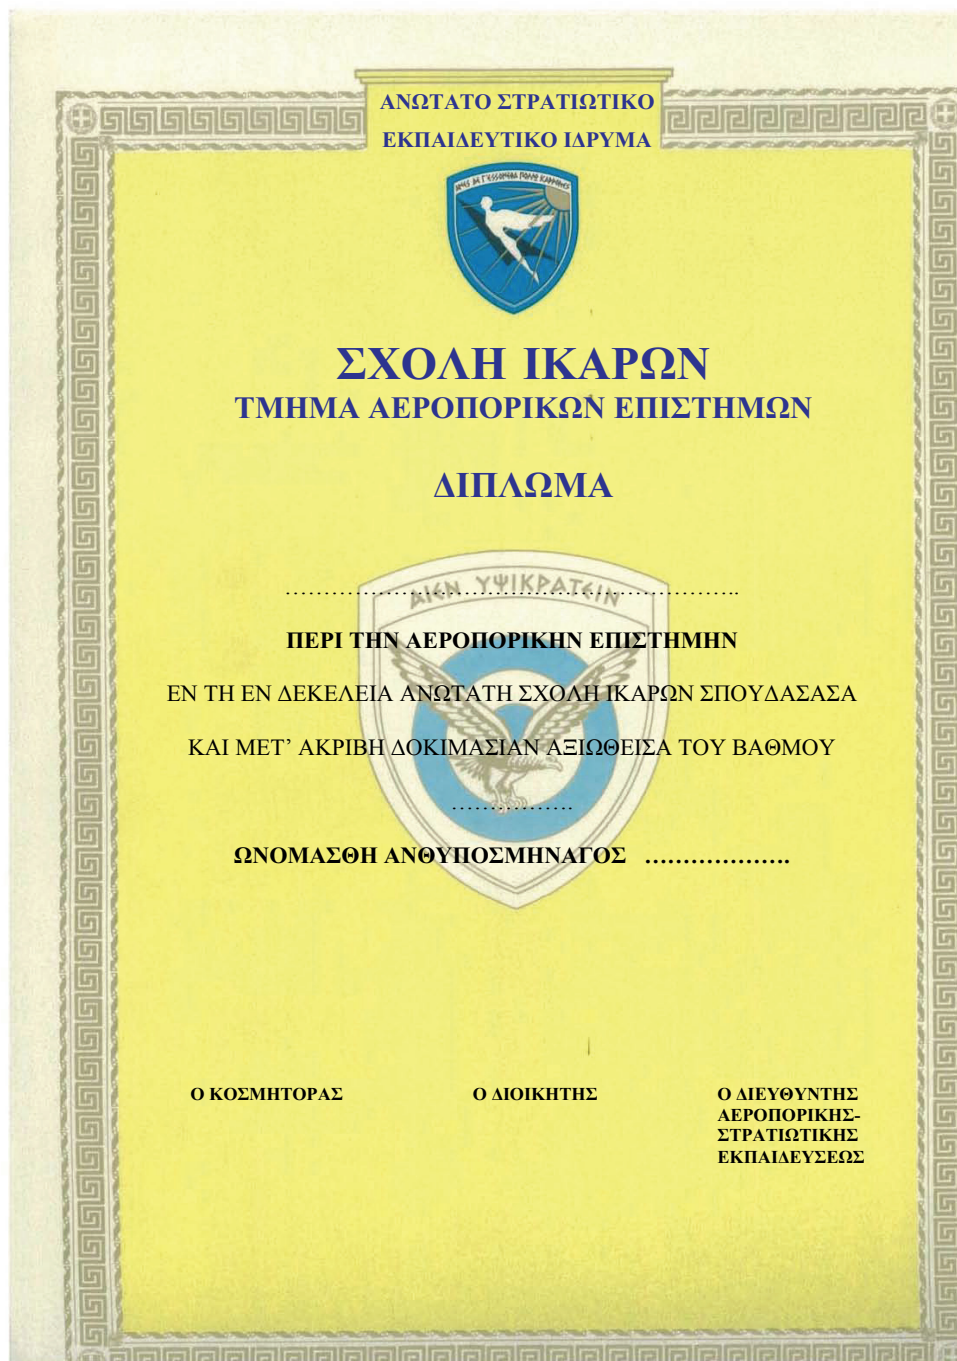 ΑΝΩΤΑΤΟ ΣΤΡΑΤΙΩΤΙΚΟ
ΕΚΠΑΙΔΕΥΤΙΚΟ ΙΔΡΥΜΑ
ΣΧΟΛΗ ΙΚΑΡΩΝ
ΤΜΗΜΑ ΑΕΡΟΠΟΡΙΚΩΝ ΕΠΙΣΤΗΜΩΝ
ΔΙΠΛΩΜΑ
ΑΙΕΝ ΥΨΙΚΡΑΤΕΙΝ
……………………………………………………….
ΠΕΡΙ ΤΗΝ ΑΕΡΟΠΟΡΙΚΗΝ ΕΠΙΣΤΗΜΗΝ
ΕΝ ΤΗ ΕΝ ΔΕΚΕΛΕΙΑ ΑΝΩΤΑΤΗ ΣΧΟΛΗ ΙΚΑΡΩΝ ΣΠΟΥΔΑΣΑΣΑ
ΚΑΙ ΜΕΤ’ ΑΚΡΙΒΗ ΔΟΚΙΜΑΣΙΑΝ ΑΞΙΩΘΕΙΣΑ ΤΟΥ ΒΑΘΜΟΥ
…………….
ΩΝΟΜΑΣΘΗ ΑΝΘΥΠΟΣΜΗΝΑΓΟΣ ……………….
Ο ΚΟΣΜΗΤΟΡΑΣ
Ο ΔΙΟΙΚΗΤΗΣ
Ο ΔΙΕΥΘΥΝΤΗΣ
ΑΕΡΟΠΟΡΙΚΗΣ-
ΣΤΡΑΤΙΩΤΙΚΗΣ
ΕΚΠΑΙΔΕΥΣΕΩΣ